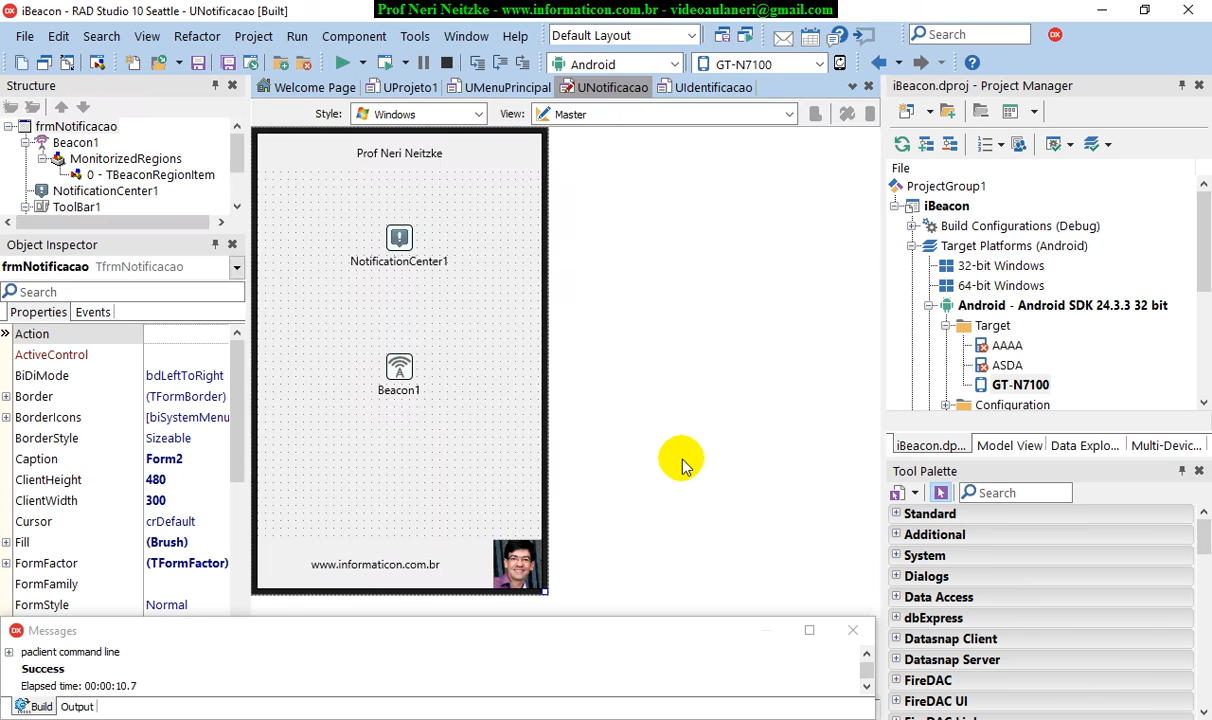 iBeacon - RAD Studio 10 Seattle - UNotificacao [Built]
Prof Neri Neitzke - www.informaticon.com.br - videoaulaneri@gmail.com
File Edit Search View Refactor Project Run Component Tools Window Help
Default Layout
Search
Android
GT-N7100
Structure
frmNotificacao
Beacon1
MonitorizedRegions
0 - TBeaconRegionItem
NotificationCenter1
ToolBar1
Object Inspector
frmNotificacao TfrmNotificacao
Search
Properties Events
Action
ActiveControl
BiDiMode bdLeftToRight
Border (TFormBorder)
BorderIcons [biSystemMenu
BorderStyle Sizeable
Caption Form2
ClientHeight 480
ClientWidth 300
Cursor crDefault
Fill (Brush)
FormFactor (TFormFactor)
FormFamily
FormStyle Normal
Welcome Page UProjeto1 UMenuPrincipal UNotificacao UIdentificacao
Style: Windows View: Master
Prof Neri Neitzke
NotificationCenter1
Beacon1
www.informaticon.com.br
Messages
paclient command line
Success
Elapsed time: 00:00:10.7
Build Output
iBeacon.dproj - Project Manager
File
ProjectGroup1
iBeacon
Build Configurations (Debug)
Target Platforms (Android)
32-bit Windows
64-bit Windows
Android - Android SDK 24.3.3 32 bit
Target
AAAA
ASDA
GT-N7100
Configuration
iBeacon.dp... Model View Data Explo... Multi-Devic...
Tool Palette
Search
Standard
Additional
System
Dialogs
Data Access
dbExpress
Datasnap Client
Datasnap Server
FireDAC
FireDAC UI